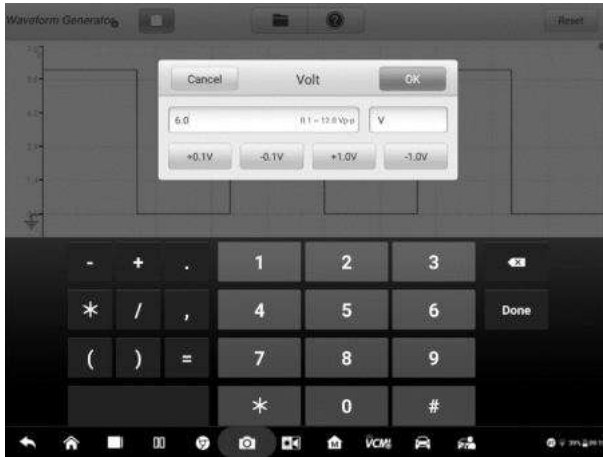 Waveform Generator
Reset
Cancel
Volt
OK
6.0
0.1 ~ 12.0 Vp-p
V
+0.1V
-0.1V
+1.0V
-1.0V
- + . 1 2 3
* / , 4 5 6 Done
( ) = 7 8 9
* 0 #
VCMI